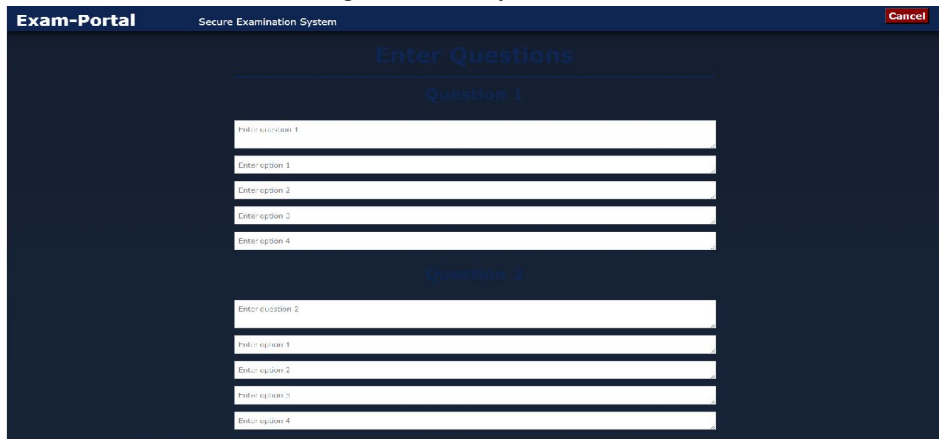 Exam-Portal Secure Examination System Cancel
Enter Questions
Question 1
Enter question 1
Enter option 1
Enter option 2
Enter option 3
Enter option 4
Question 2
Enter question 2
Enter option 1
Enter option 2
Enter option 3
Enter option 4